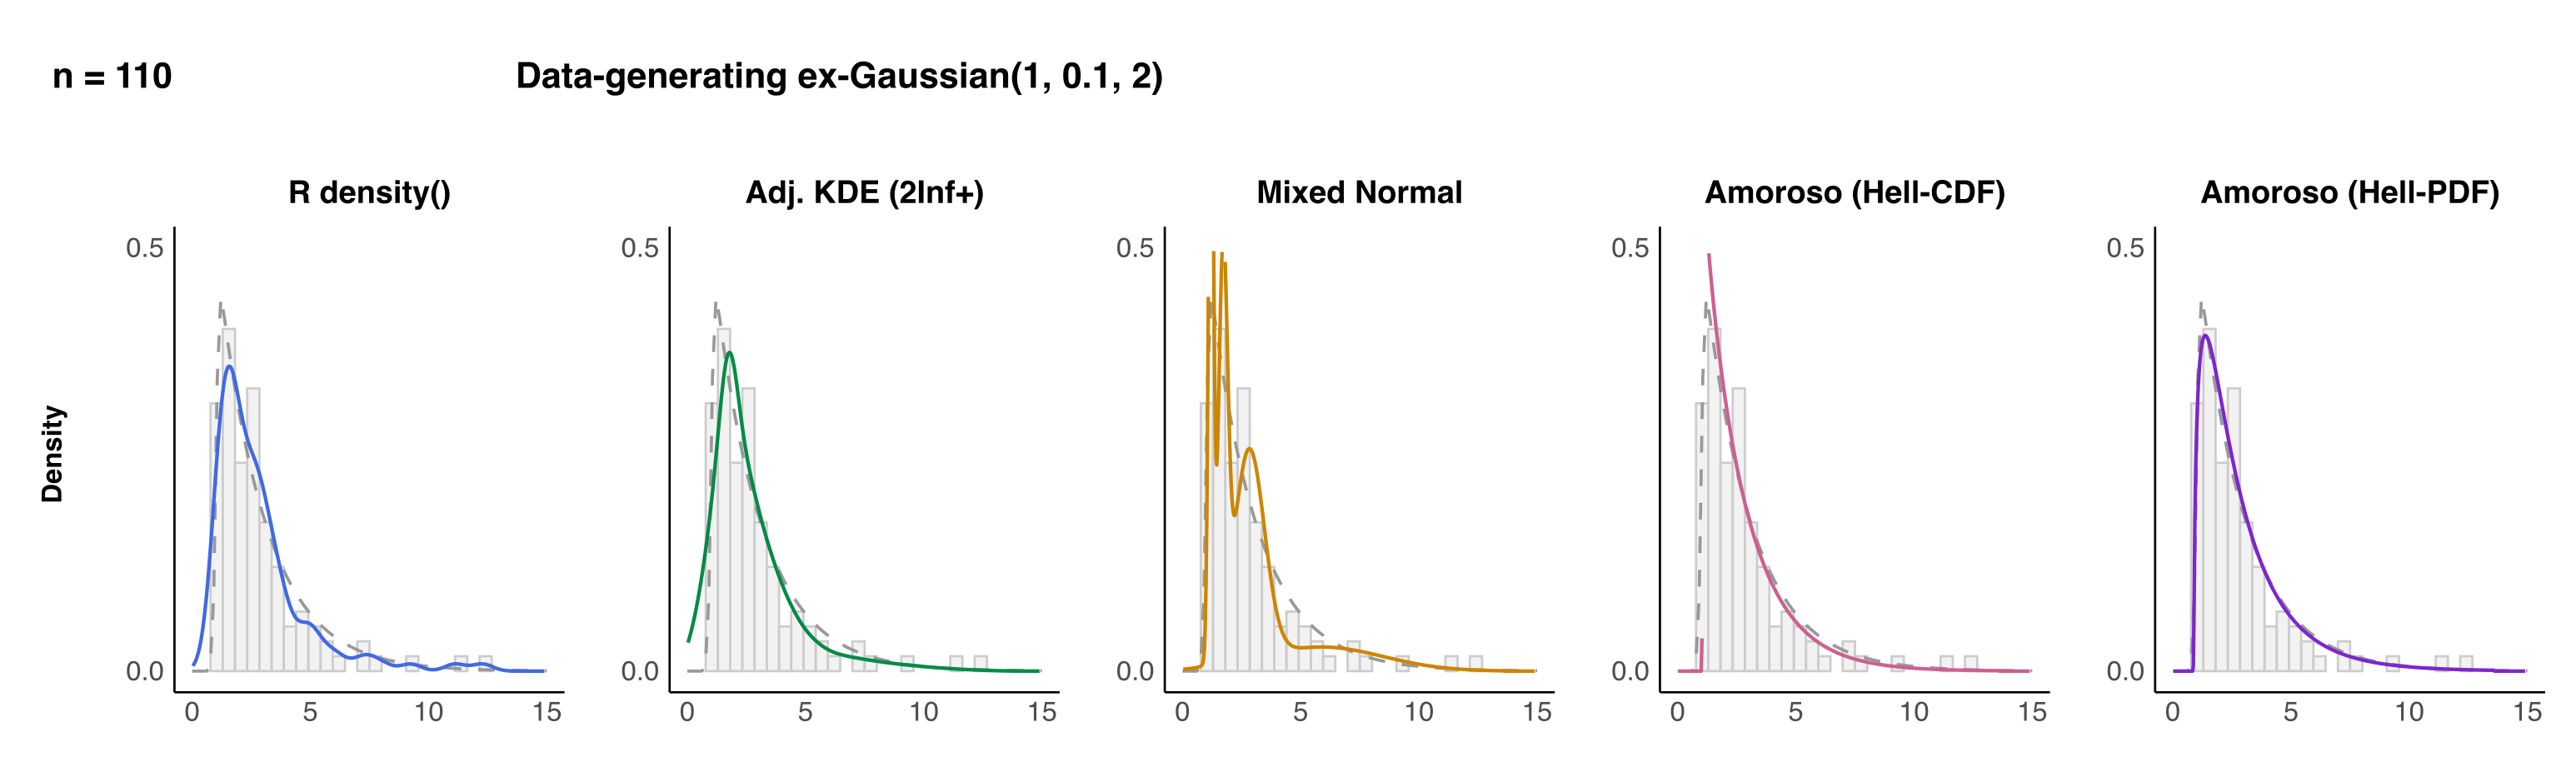 n = 110 Data-generating ex-Gaussian(1, 0.1, 2)
R density() Adj. KDE (2Inf+) Mixed Normal Amoroso (Hell-CDF) Amoroso (Hell-PDF)
0.5 0.5 0.5 0.5 0.5
Density
0.0 0.0 0.0 0.0 0.0
0 5 10 15 0 5 10 15 0 5 10 15 0 5 10 15 0 5 10 15